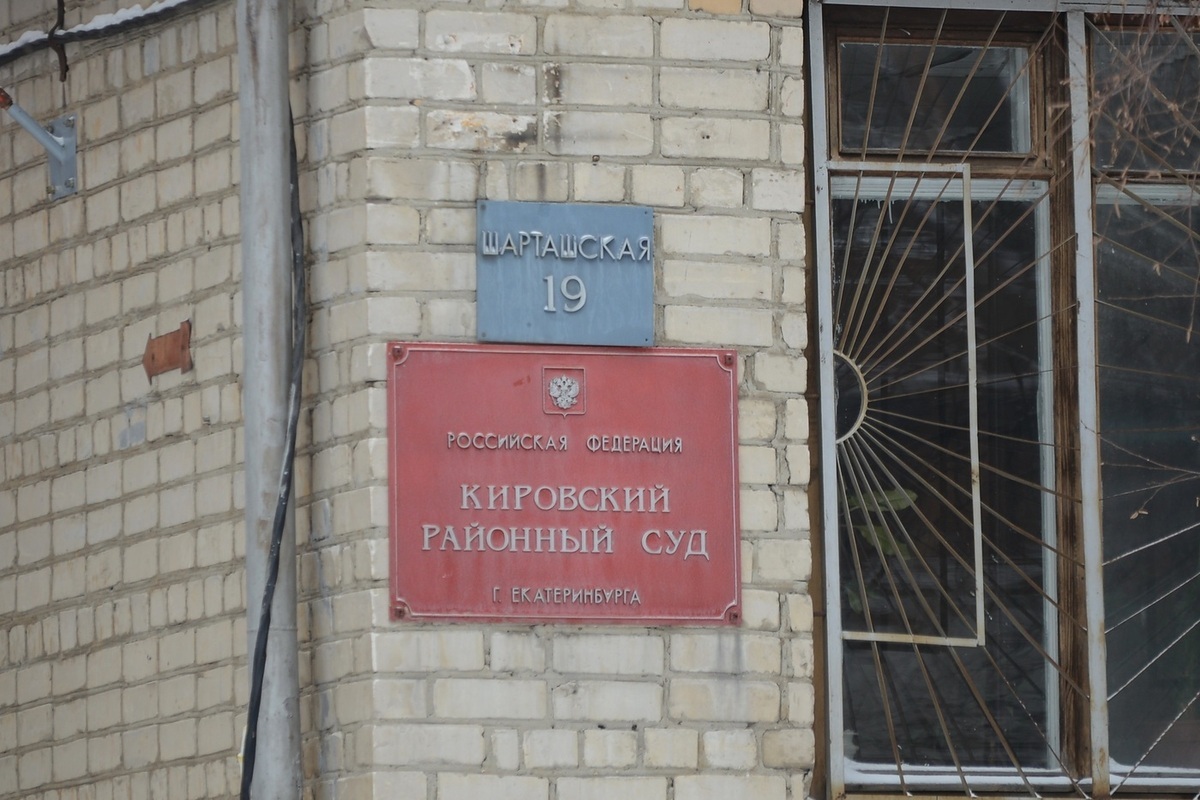 ШАРТАШСКАЯ
19
РОССИЙСКАЯ ФЕДЕРАЦИЯ
КИРОВСКИЙ
РАЙОННЫЙ СУД
Г. ЕКАТЕРИНБУРГА